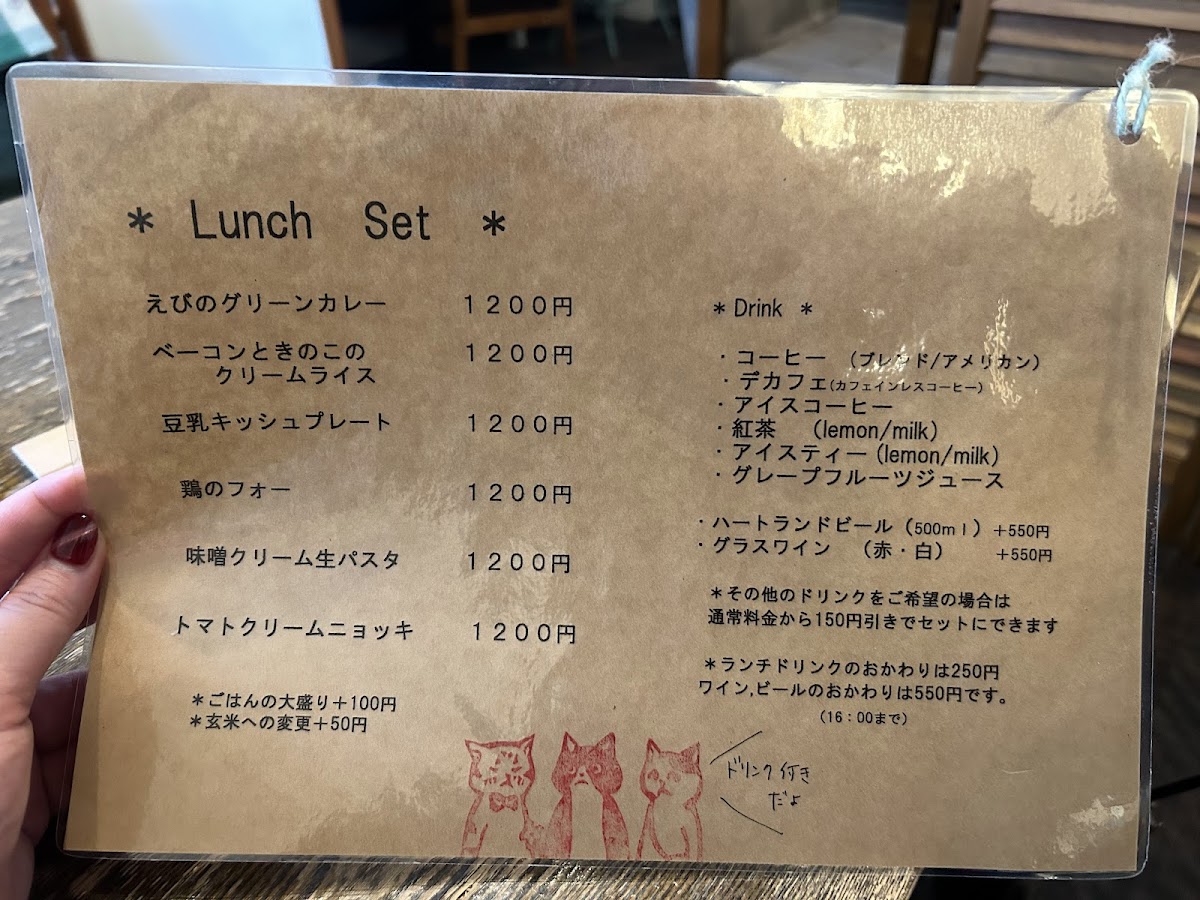 ＊ Lunch Set ＊
えびのグリーンカレー 1200円
ベーコンときのこの 1200円
クリームライス
豆乳キッシュプレート 1200円
鶏のフォー 1200円
味噌クリーム生パスタ 1200円
トマトクリームニョッキ 1200円
＊ごはんの大盛り＋100円
＊玄米への変更＋50円
＊Drink ＊
・コーヒー （ブレンド/アメリカン）
・デカフェ(カフェインレスコーヒー)
・アイスコーヒー
・紅茶 （lemon/milk）
・アイスティー(lemon/milk)
・グレープフルーツジュース
・ハートランドビール（500ml）＋550円
・グラスワイン （赤・白） ＋550円
＊その他のドリンクをご希望の場合は
通常料金から150円引きでセットにできます
＊ランチドリンクのおかわりは250円
ワイン,ビールのおかわりは550円です。
（16：00まで）
ドリンク付き
だよ